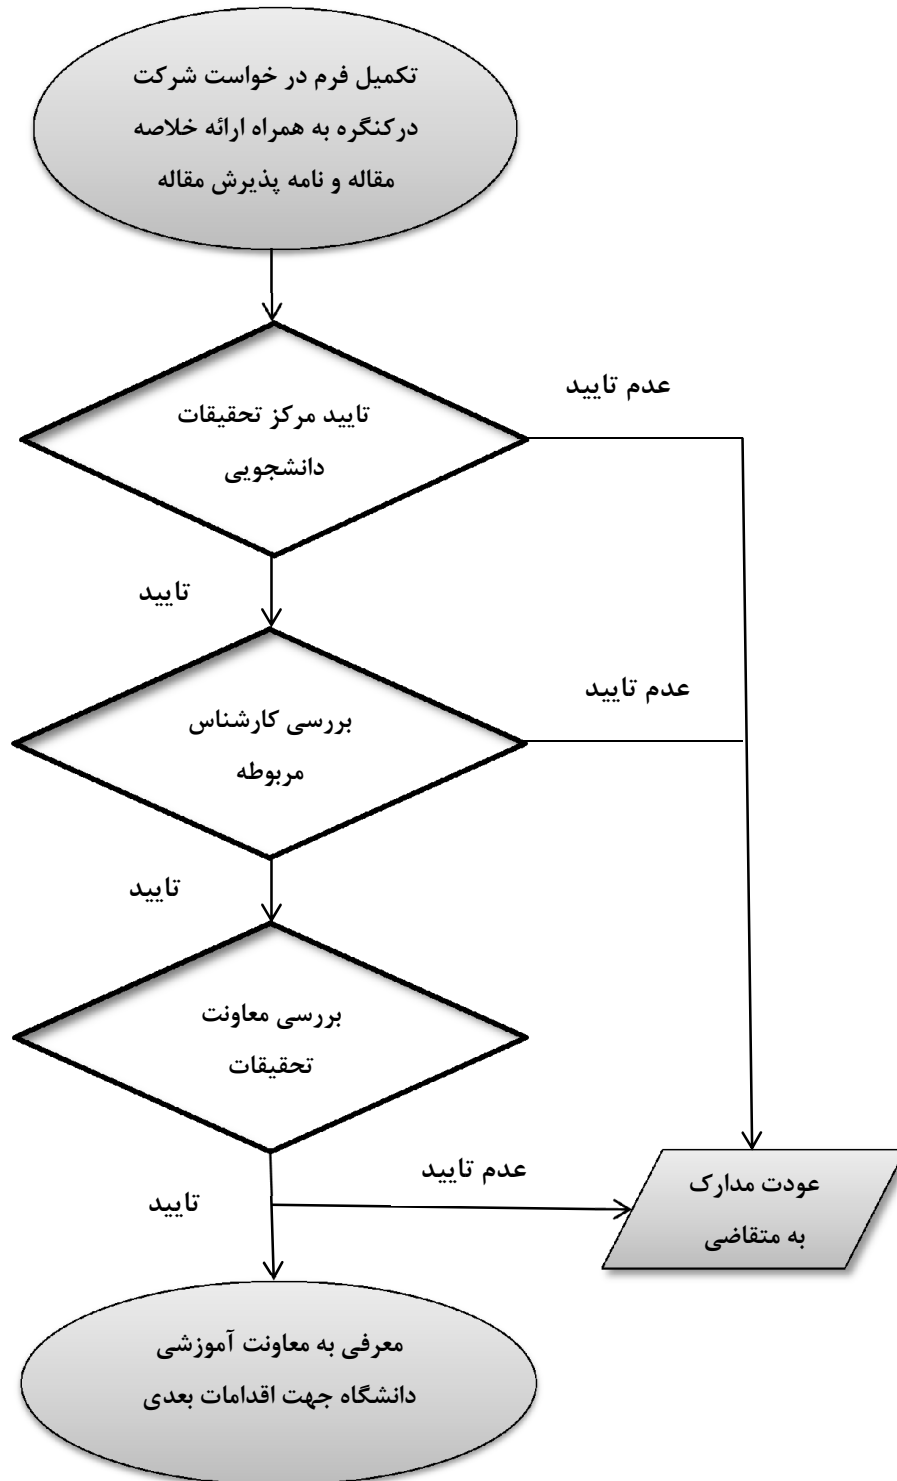 تکمیل فرم در خواست شرکت
درکنگره به همراه ارائه خلاصه
مقاله و نامه پذیرش مقاله
عدم تایید
تایید مرکز تحقیقات
دانشجویی
تایید
عدم تایید
بررسی کارشناس
مربوطه
تایید
بررسی معاونت
تحقیقات
عدم تایید
تایید
عودت مدارک
به متقاضی
معرفی به معاونت آموزشی
دانشگاه جهت اقدامات بعدی